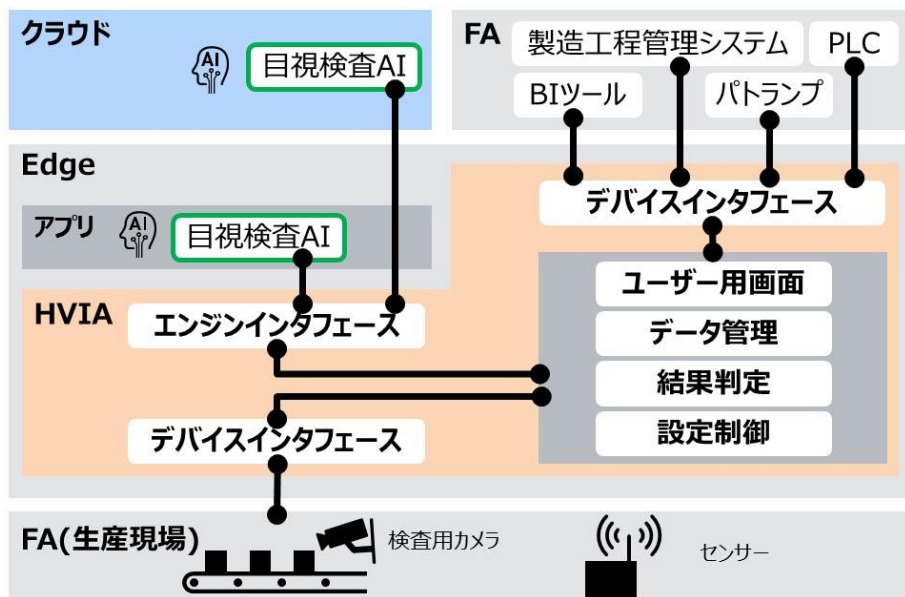 クラウド
AI
目視検査AI
FA
製造工程管理システム
PLC
BIツール
パトランプ
Edge
アプリ
AI
目視検査AI
デバイスインタフェース
HVIA
エンジンインタフェース
ユーザー用画面
データ管理
結果判定
設定制御
デバイスインタフェース
FA(生産現場)
検査用カメラ
センサー